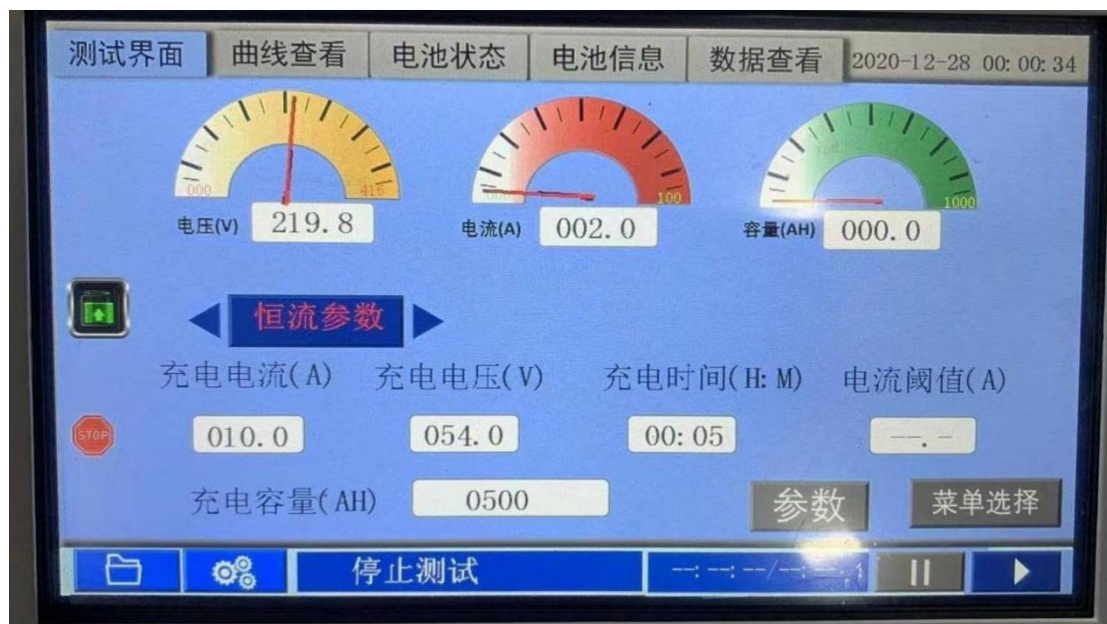 测试界面 曲线查看 电池状态 电池信息 数据查看 2020-12-28 00:00:34
000 415 100 1000
电压(V) 219.8 电流(A) 002.0 容量(AH) 000.0
恒流参数
充电电流(A) 充电电压(V) 充电时间(H:M) 电流阈值(A)
STOP 010.0 054.0 00:05 --.-
充电容量(AH) 0500 参数 菜单选择
停止测试